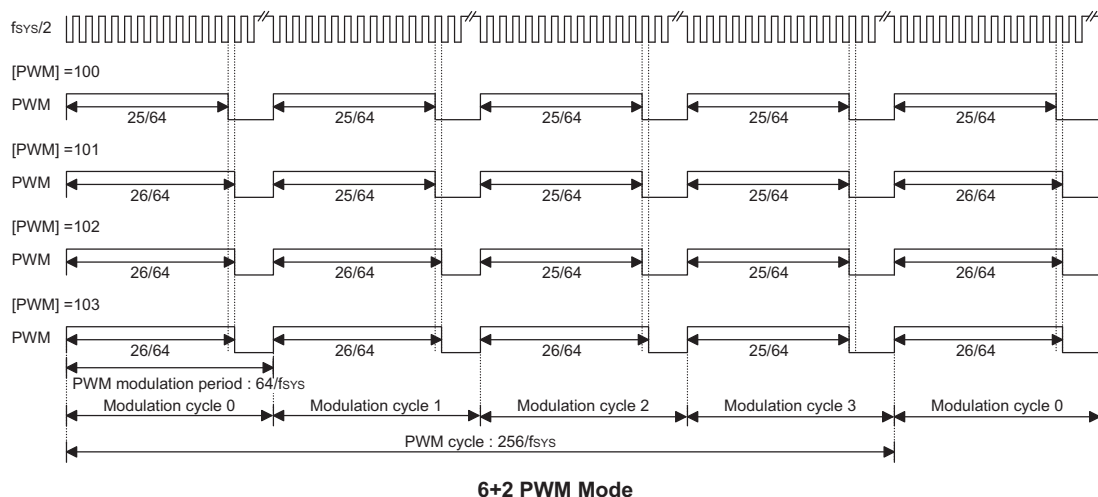 fSYS/2
[PWM] =100
PWM
25/64 25/64 25/64 25/64 25/64
[PWM] =101
PWM
26/64 25/64 25/64 25/64 26/64
[PWM] =102
PWM
26/64 26/64 25/64 25/64 26/64
[PWM] =103
PWM
26/64 26/64 26/64 25/64 26/64
PWM modulation period : 64/fSYS
Modulation cycle 0 Modulation cycle 1 Modulation cycle 2 Modulation cycle 3 Modulation cycle 0
PWM cycle : 256/fSYS
6+2 PWM Mode